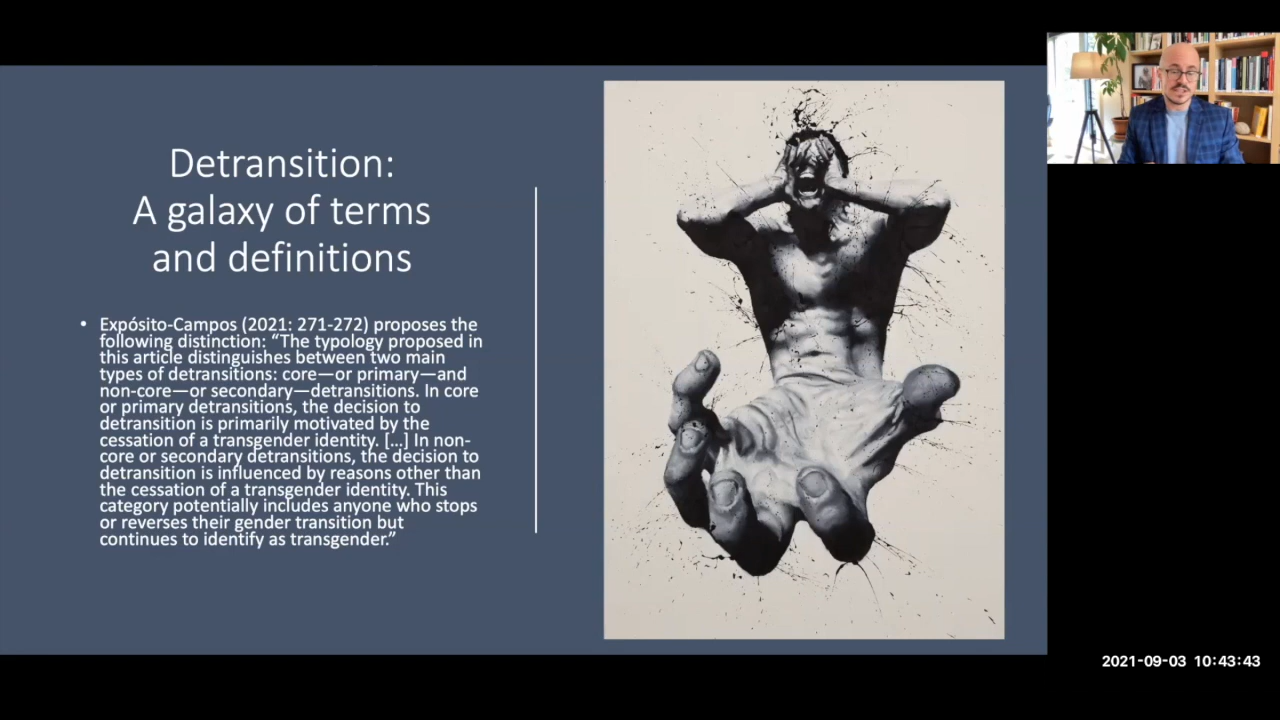 Detransition:
A galaxy of terms
and definitions
• Expósito-Campos (2021: 271-272) proposes the
following distinction: “The typology proposed in
this article distinguishes between two main
types of detransitions: core—or primary—and
non-core—or secondary—detransitions. In core
or primary detransitions, the decision to
detransition is primarily motivated by the
cessation of a transgender identity. […] In non-
core or secondary detransitions, the decision to
detransition is influenced by reasons other than
the cessation of a transgender identity. This
category potentially includes anyone who stops
or reverses their gender transition but
continues to identify as transgender.”
2021-09-03 10:43:43